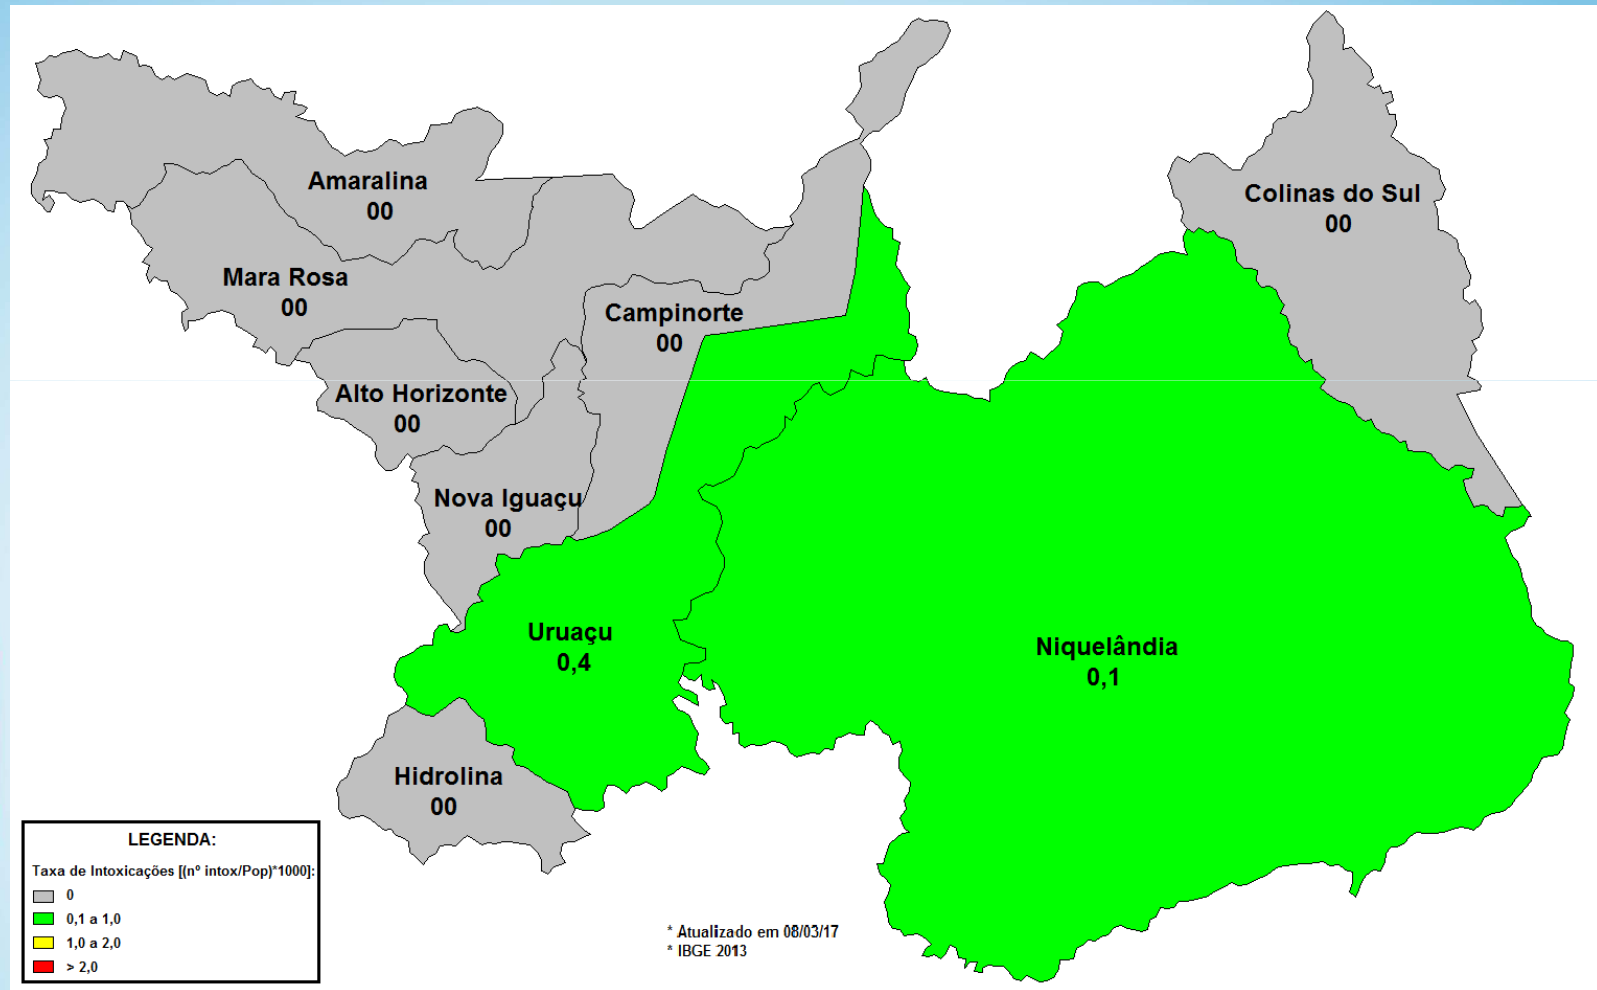 Amaralina
00
Colinas do Sul
00
Mara Rosa
00
Campinorte
00
Alto Horizonte
00
Nova Iguaçu
00
Uruaçu
0,4
Niquelândia
0,1
Hidrolina
00
LEGENDA:
Taxa de Intoxicações [(nº intox/Pop)*1000]:
0
0,1 a 1,0
1,0 a 2,0
> 2,0
* Atualizado em 08/03/17
* IBGE 2013